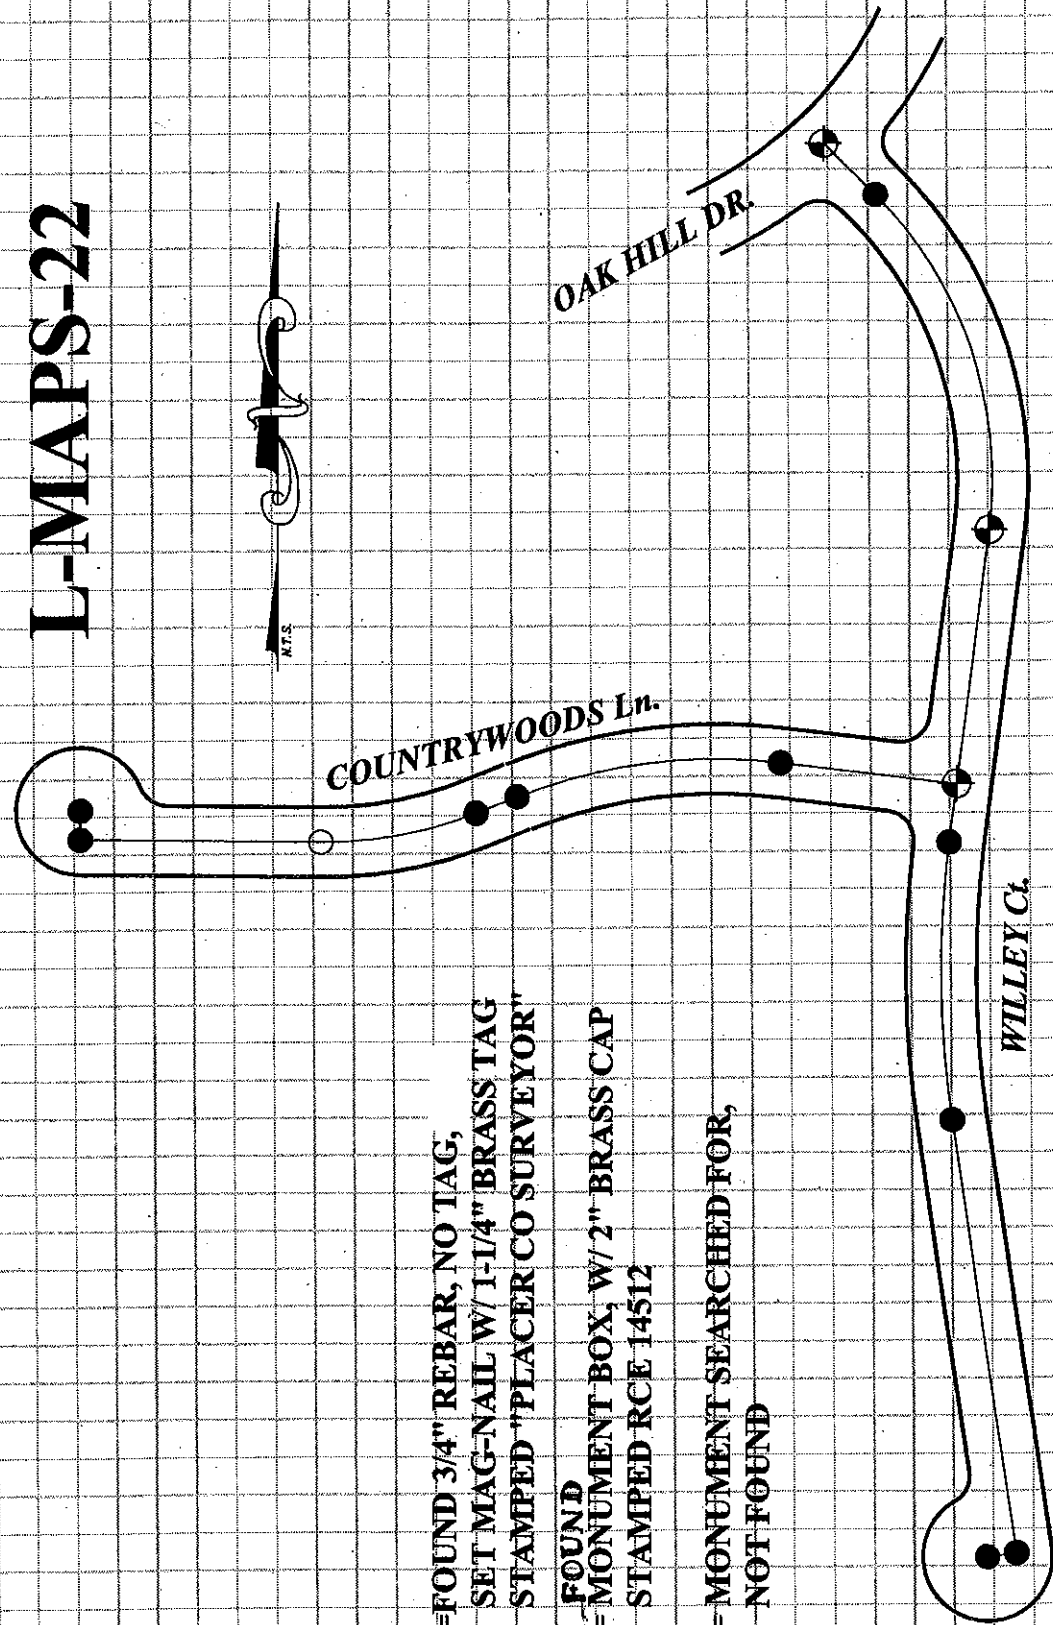 L-MAPS-22
N.T.S.
OAK HILL DR.
COUNTRYWOODS Ln.
WILLEY Ct.
=FOUND 3/4" REBAR, NO TAG,
SET MAG-NAIL W/ 1-1/4" BRASS TAG
STAMPED "PLACER CO SURVEYOR"
FOUND
=MONUMENT BOX, W/ 2" BRASS CAP
STAMPED RCE 14512
=MONUMENT SEARCHED FOR,
NOT FOUND